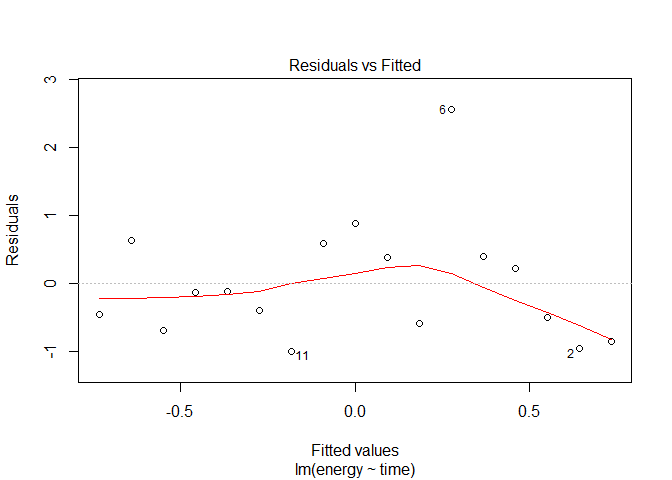 Residuals vs Fitted
Residuals
3
2
1
0
-1
6
11
2
-0.5
0.0
0.5
Fitted values
lm(energy ~ time)